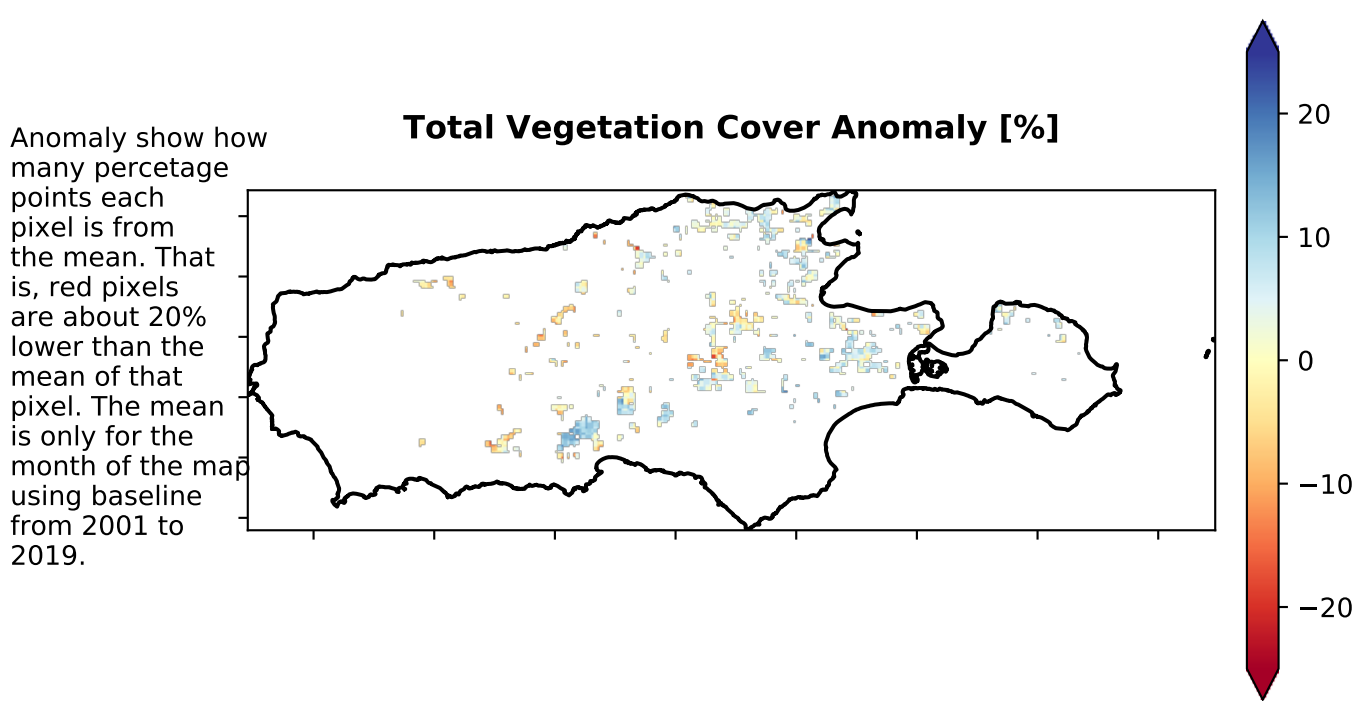 Total Vegetation Cover Anomaly [%]
Anomaly show how
many percetage
points each
pixel is from
the mean. That
is, red pixels
are about 20%
lower than the
mean of that
pixel. The mean
is only for the
month of the map
using baseline
from 2001 to
2019.
20
10
0
−10
−20